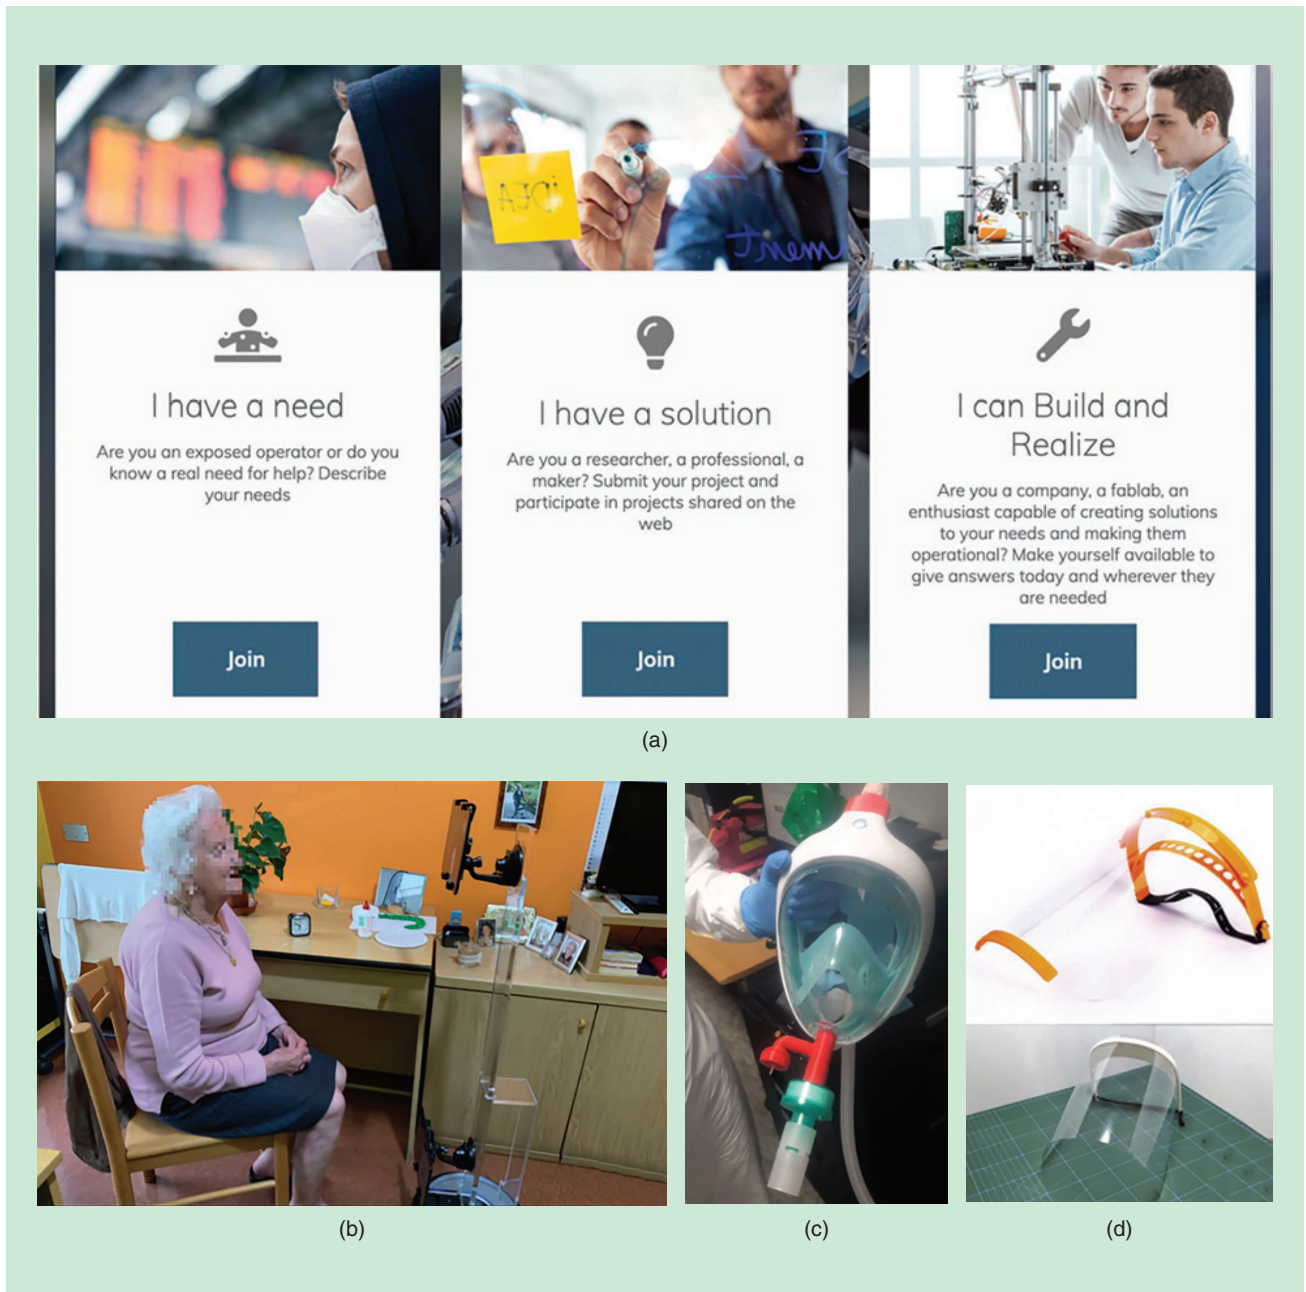 IDEA
ment
I have a need
Are you an exposed operator or do you
know a real need for help? Describe
your needs
Join
I have a solution
Are you a researcher, a professional, a
maker? Submit your project and
participate in projects shared on the
web
Join
I can Build and
Realize
Are you a company, a fablab, an
enthusiast capable of creating solutions
to your needs and making them
operational? Make yourself available to
give answers today and wherever they
are needed
Join
(a)
(b)
(c)
(d)